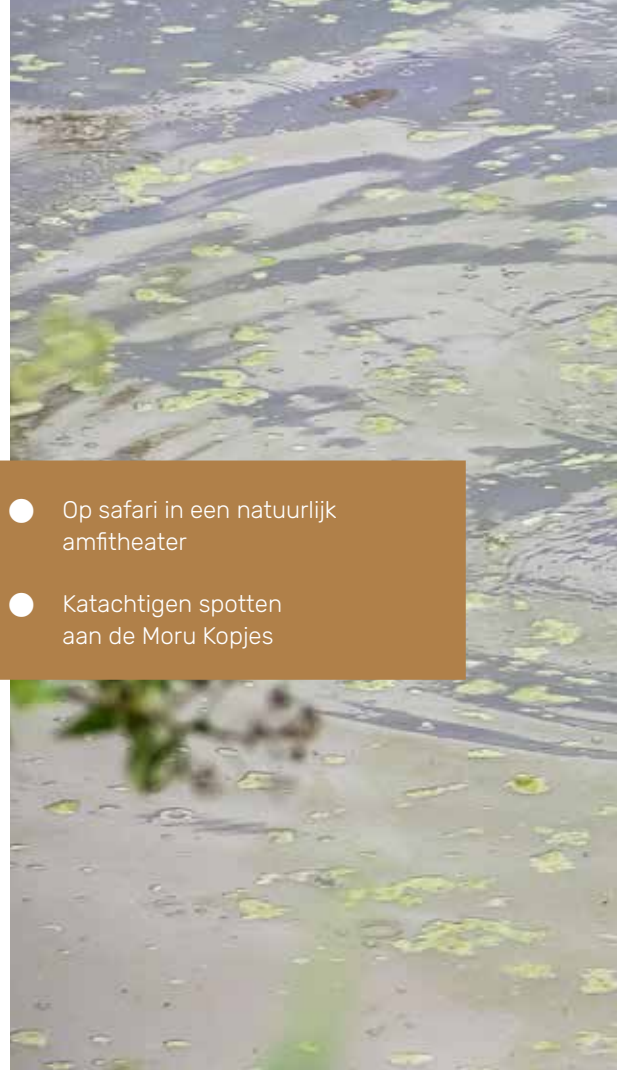 Op safari in een natuurlijk
amfitheater
Katachtigen spotten
aan de Moru Kopjes